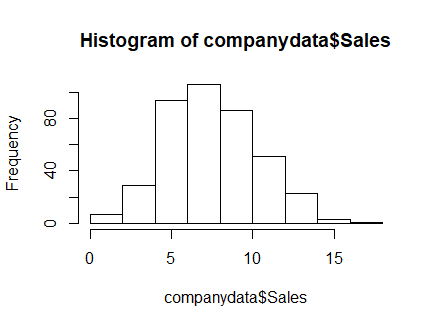 Histogram of companydata$Sales
Frequency
80
40
0
0 5 10 15
companydata$Sales